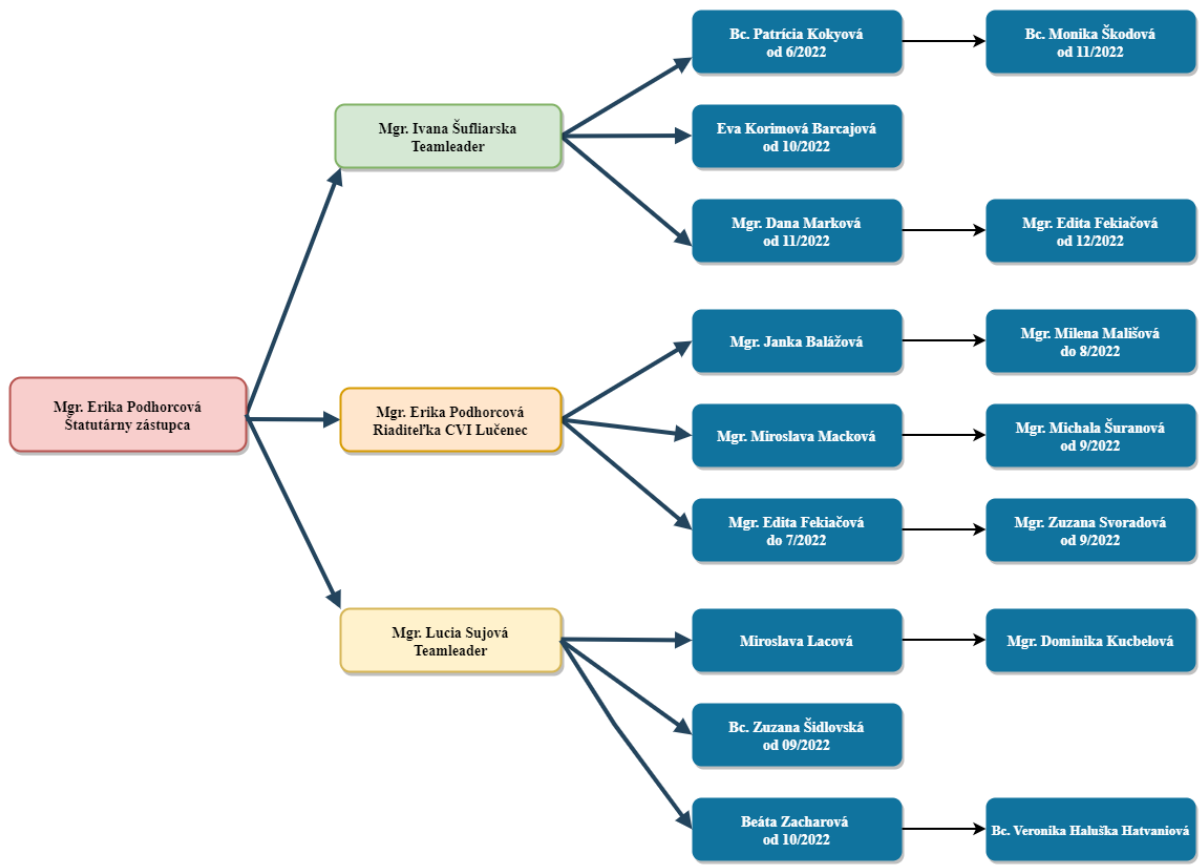 Bc. Patrícia Kokyová
od 6/2022
Bc. Monika Škodová
od 11/2022
Mgr. Ivana Šufliarska
Teamleader
Eva Korimová Barcajová
od 10/2022
Mgr. Dana Marková
od 11/2022
Mgr. Edita Fekiačová
od 12/2022
Mgr. Erika Podhorcová
Štatutárny zástupca
Mgr. Erika Podhorcová
Riaditeľka CVI Lučenec
Mgr. Janka Balážová
Mgr. Milena Mališová
do 8/2022
Mgr. Miroslava Macková
Mgr. Michala Šuranová
od 9/2022
Mgr. Edita Fekiačová
do 7/2022
Mgr. Zuzana Svoradová
od 9/2022
Mgr. Lucia Sujová
Teamleader
Miroslava Lacová
Mgr. Dominika Kucbelová
Bc. Zuzana Šidlovská
od 09/2022
Beáta Zacharová
od 10/2022
Bc. Veronika Haluška Hatvaniová